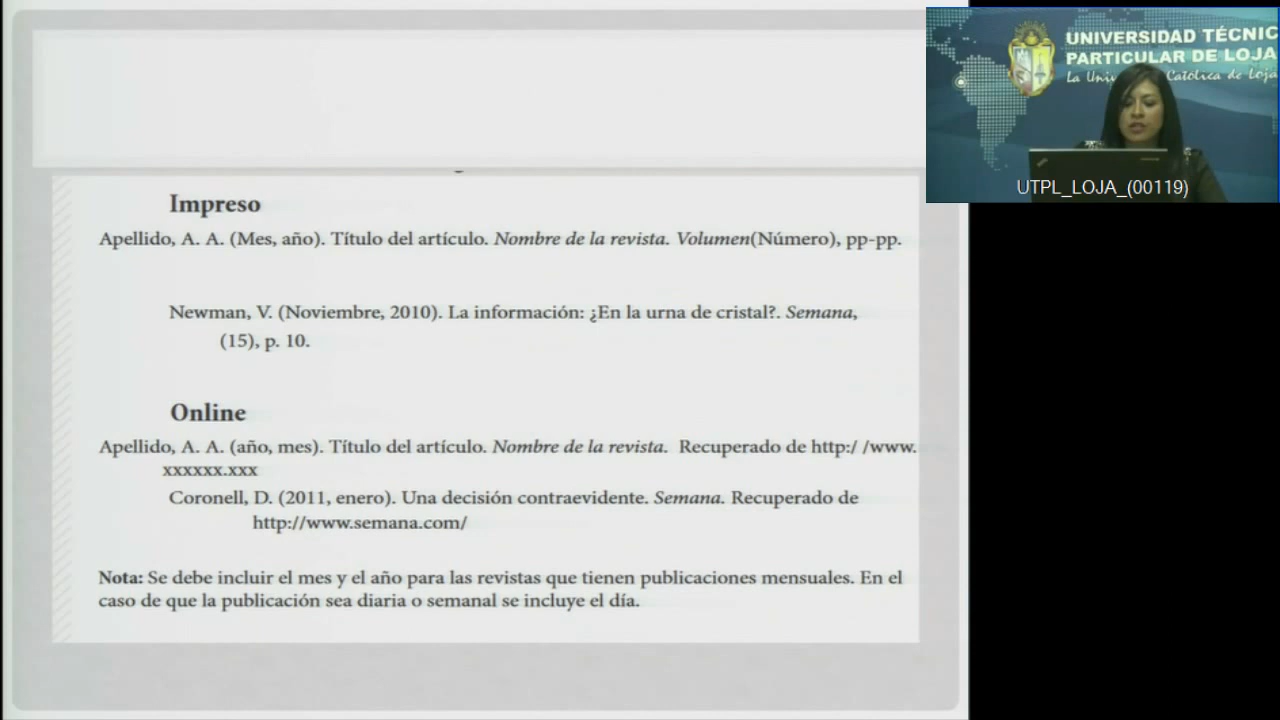 Impreso
Apellido, A. A. (Mes, año). Título del artículo. Nombre de la revista. Volumen(Número), pp-pp.
Newman, V. (Noviembre, 2010). La información: ¿En la urna de cristal?. Semana,
(15), p. 10.
Online
Apellido, A. A. (año, mes). Título del artículo. Nombre de la revista. Recuperado de http:/ /www.
xxxxxx.xxx
Coronell, D. (2011, enero). Una decisión contraevidente. Semana. Recuperado de
http://www.semana.com/
Nota: Se debe incluir el mes y el año para las revistas que tienen publicaciones mensuales. En el
caso de que la publicación sea diaria o semanal se incluye el día.
UNIVERSIDAD TÉCNIC
PARTICULAR DE LOJA
La Católica de Loja
UTPL_LOJA_(00119)